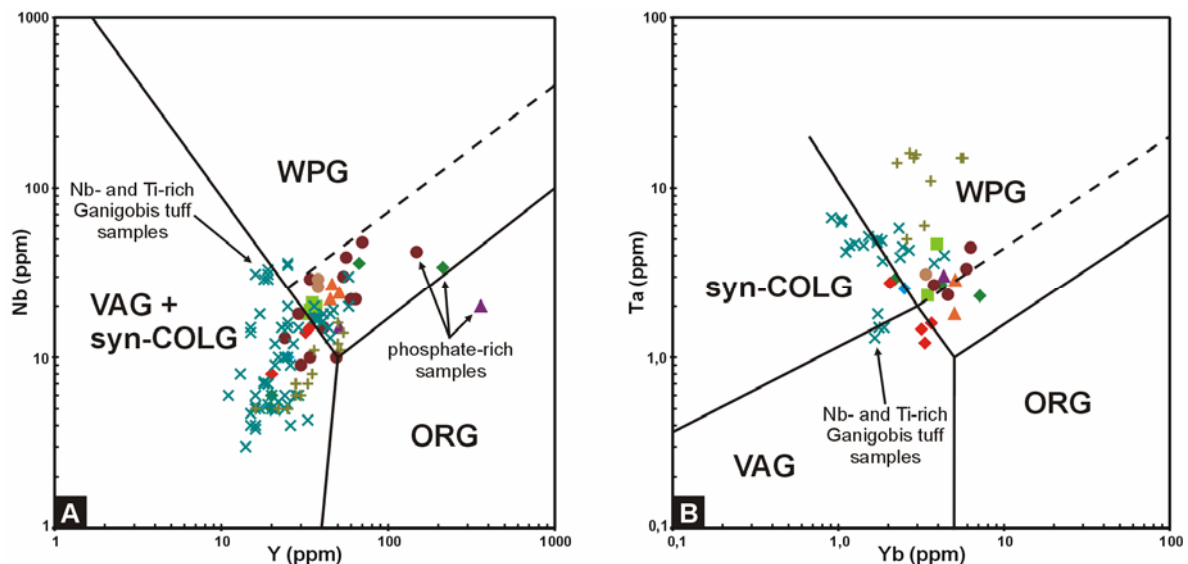 1000
100
10
1
Nb (ppm)
WPG
Nb- and Ti-rich
Ganigobis tuff
samples
VAG +
syn-COLG
phosphate-rich
samples
ORG
A
1
10
100
1000
Y (ppm)
100
10
1,0
0,1
Ta (ppm)
WPG
syn-COLG
Nb- and Ti-rich
Ganigobis tuff
samples
ORG
VAG
B
0,1
1,0
10
100
Yb (ppm)